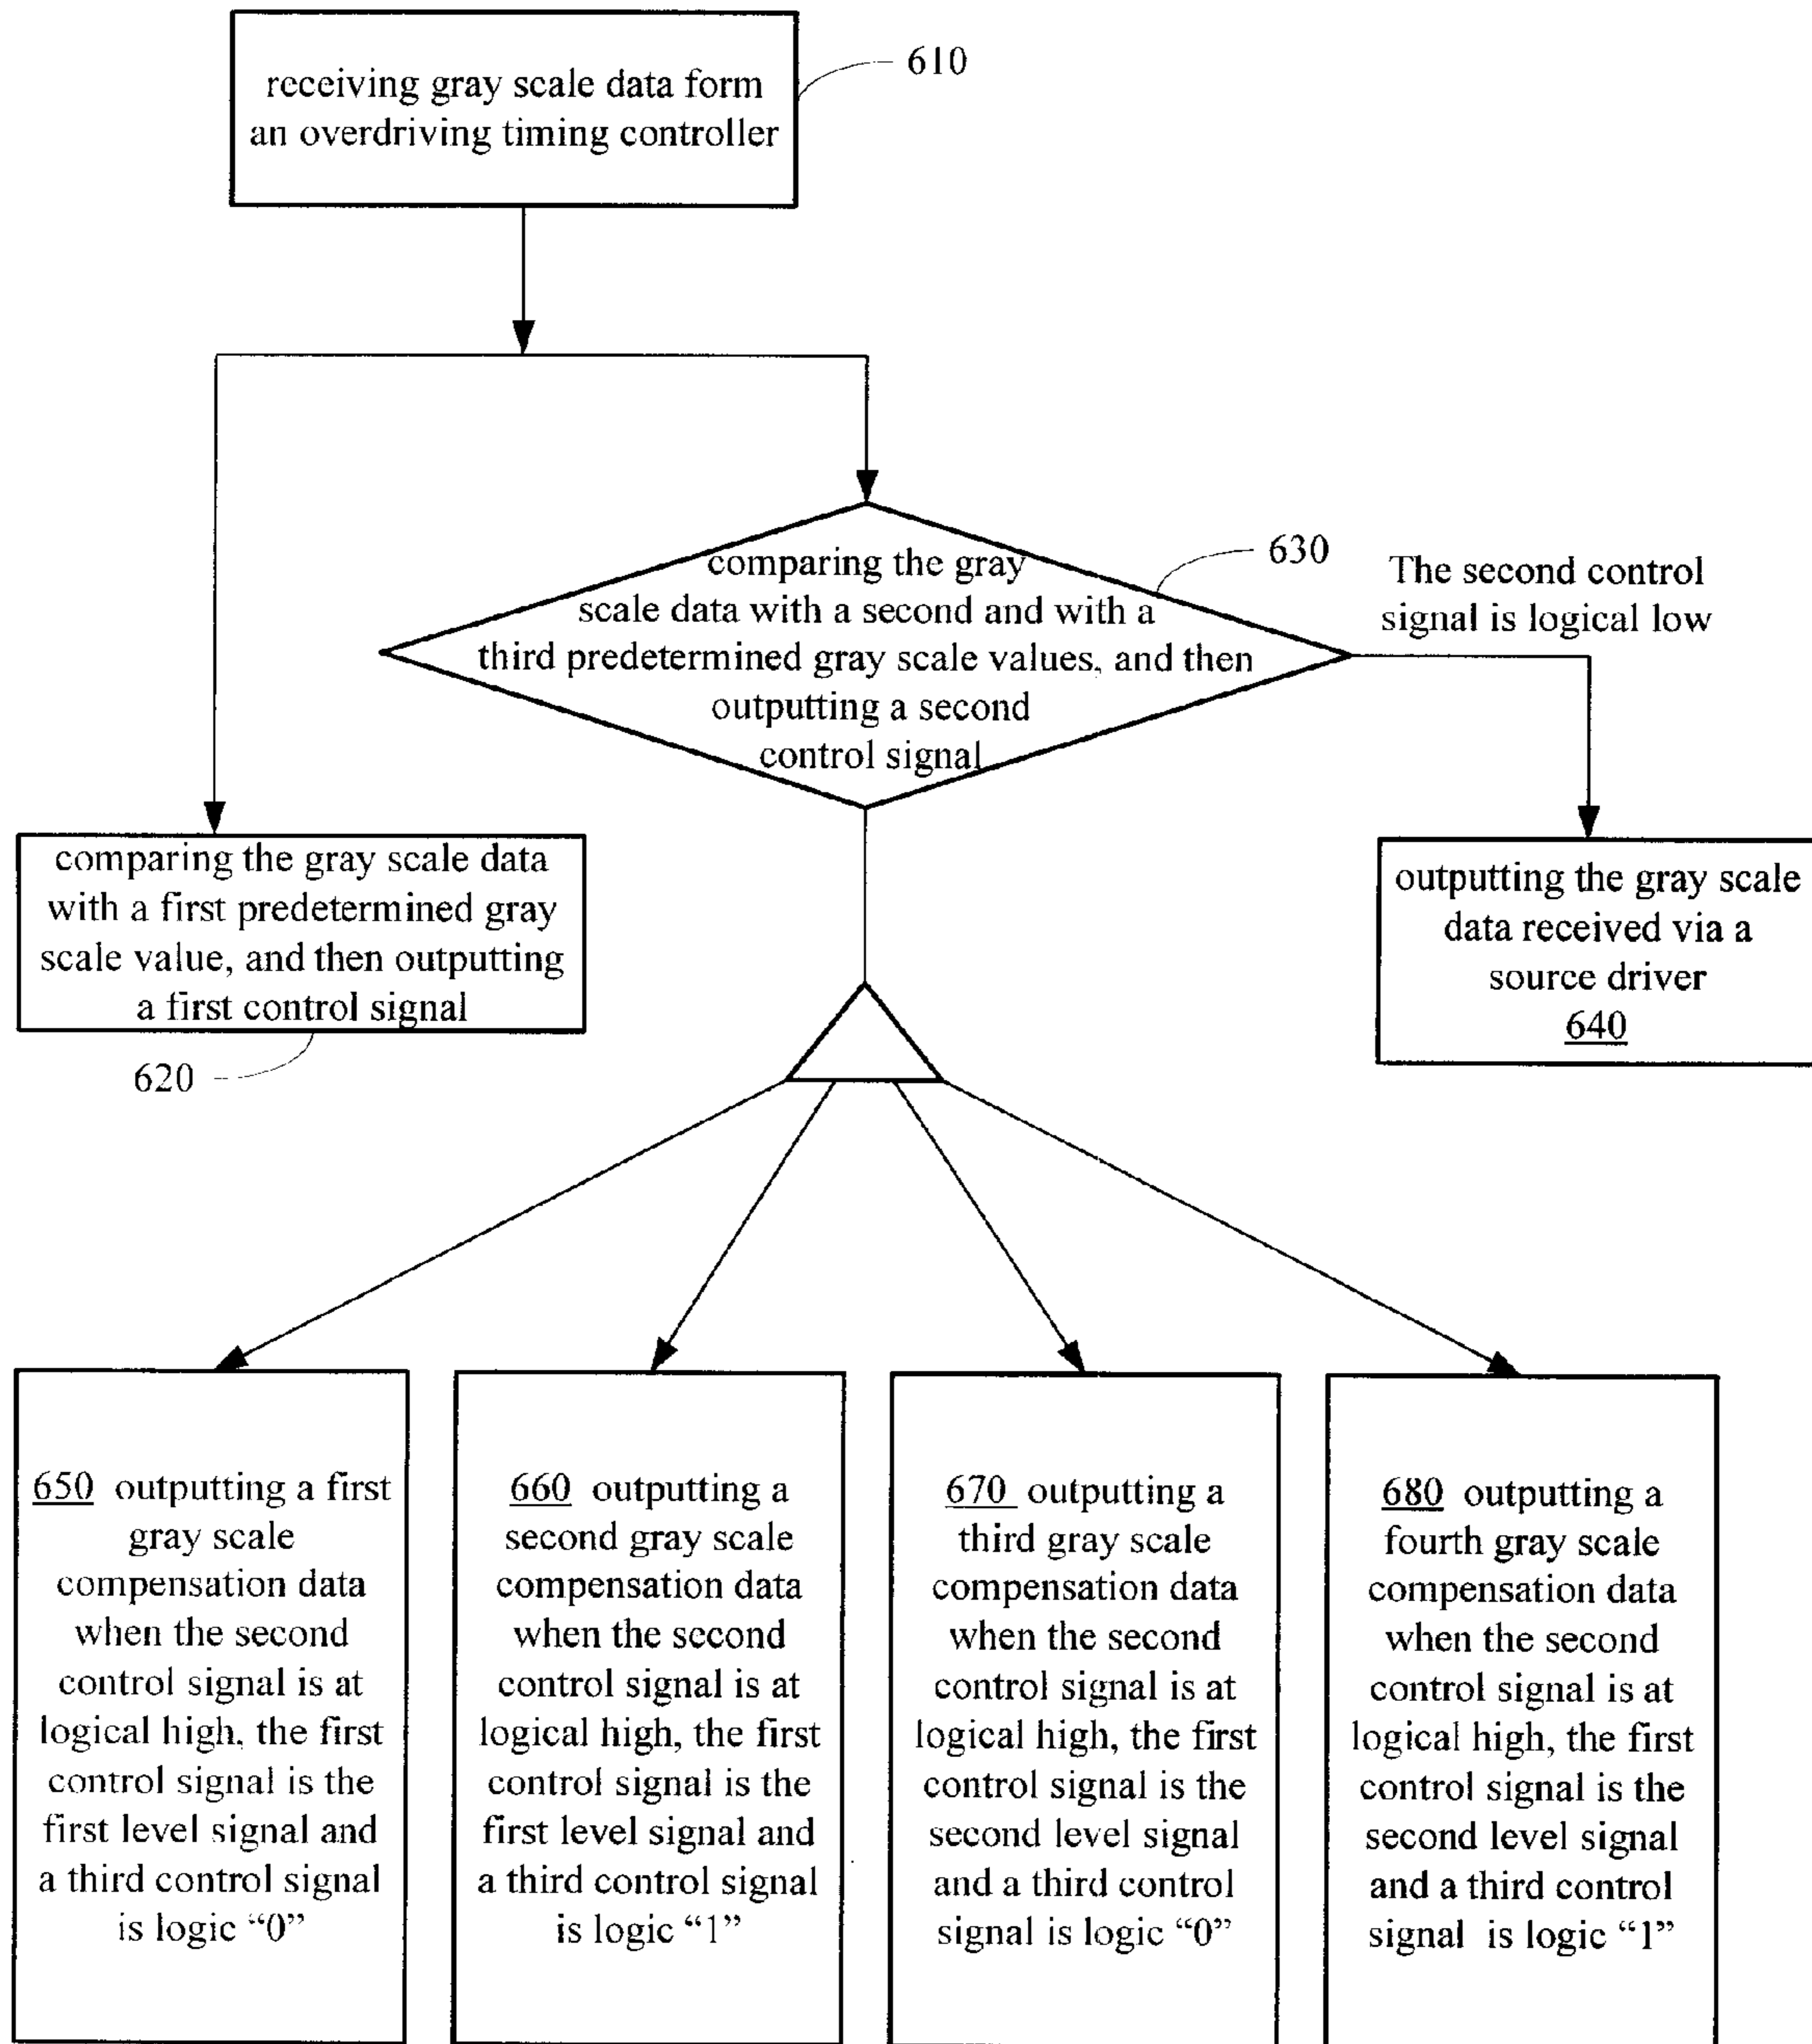 receiving gray scale data form
an overdriving timing controller
610
comparing the gray
scale data with a second and with a
third predetermined gray scale values, and then
outputting a second
control signal
630
The second control
signal is logical low
comparing the gray scale data
with a first predetermined gray
scale value, and then outputting
a first control signal
620
outputting the gray scale
data received via a
source driver
640
650 outputting a first
gray scale
compensation data
when the second
control signal is at
logical high, the first
control signal is the
first level signal and
a third control signal
is logic “0”
660 outputting a
second gray scale
compensation data
when the second
control signal is at
logical high, the first
control signal is the
first level signal and
a third control signal
is logic “1”
670 outputting a
third gray scale
compensation data
when the second
control signal is at
logical high, the first
control signal is the
second level signal
and a third control
signal is logic “0”
680 outputting a
fourth gray scale
compensation data
when the second
control signal is at
logical high, the first
control signal is the
second level signal
and a third control
signal is logic “1”